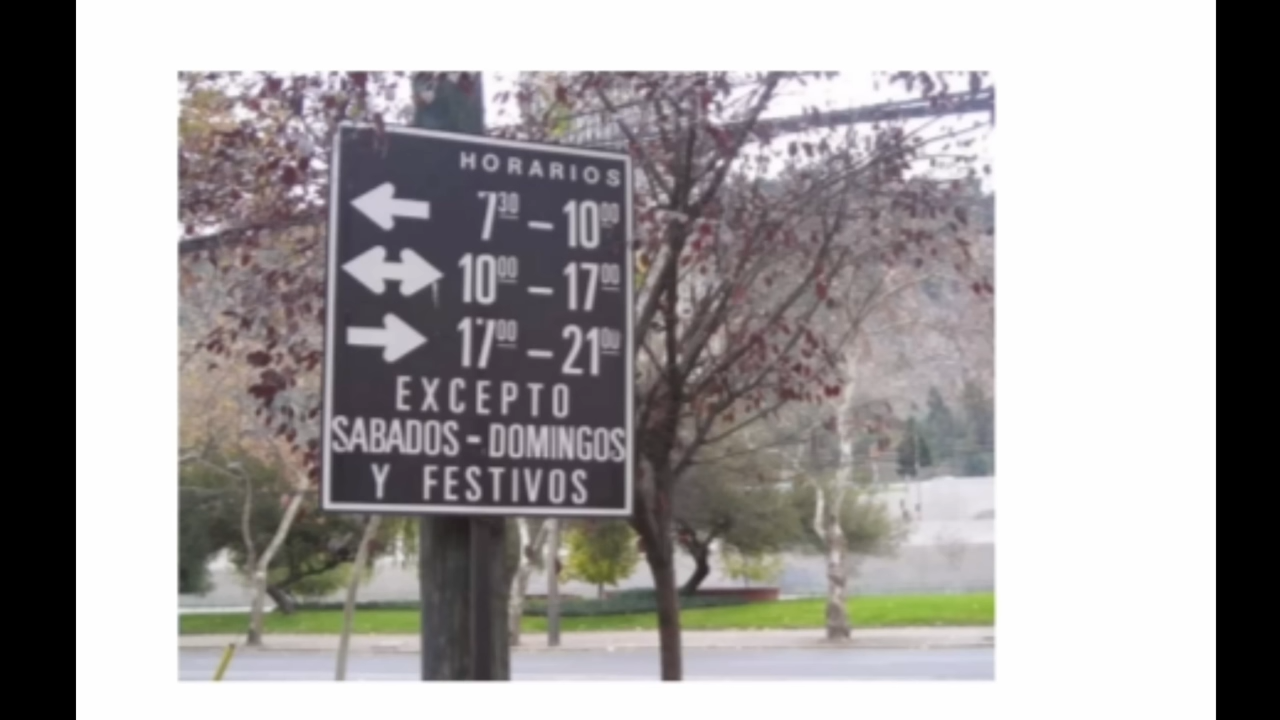 HORARIOS
730 - 1000
1000 - 1700
1700 - 2100
EXCEPTO
SABADOS - DOMINGOS
Y FESTIVOS